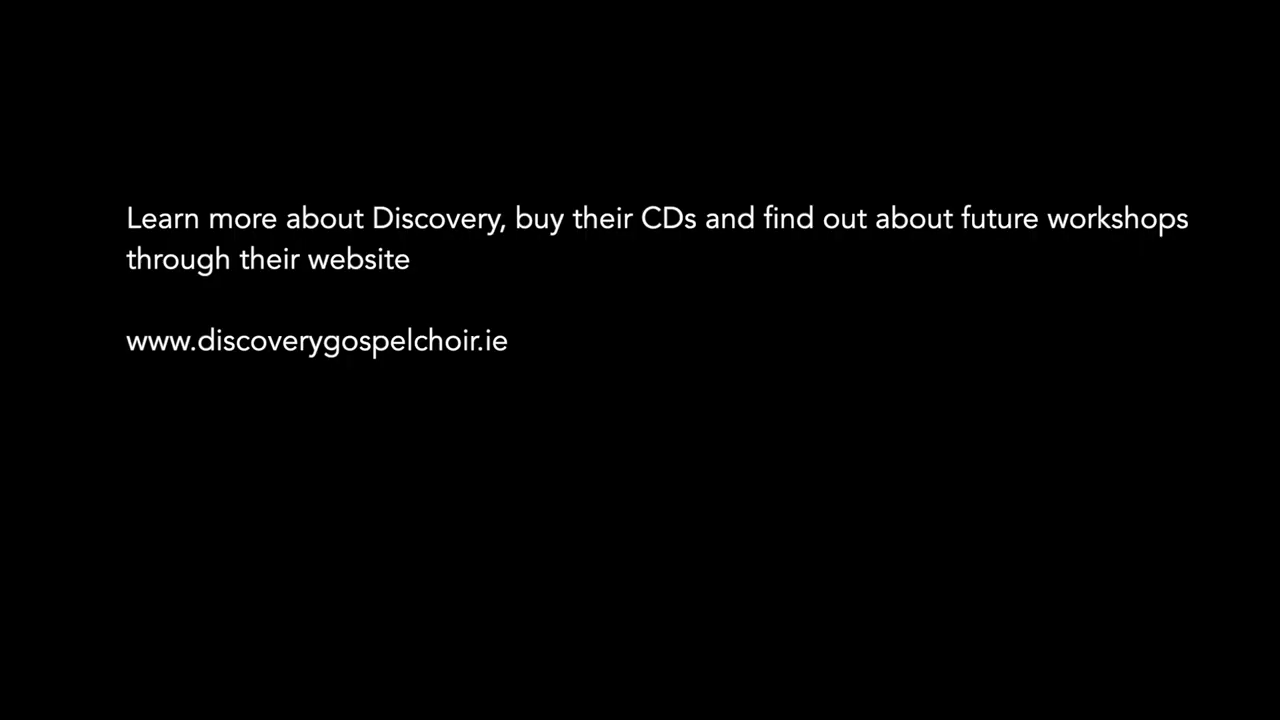 Learn more about Discovery, buy their CDs and find out about future workshops
through their website
www.discoverygospelchoir.ie